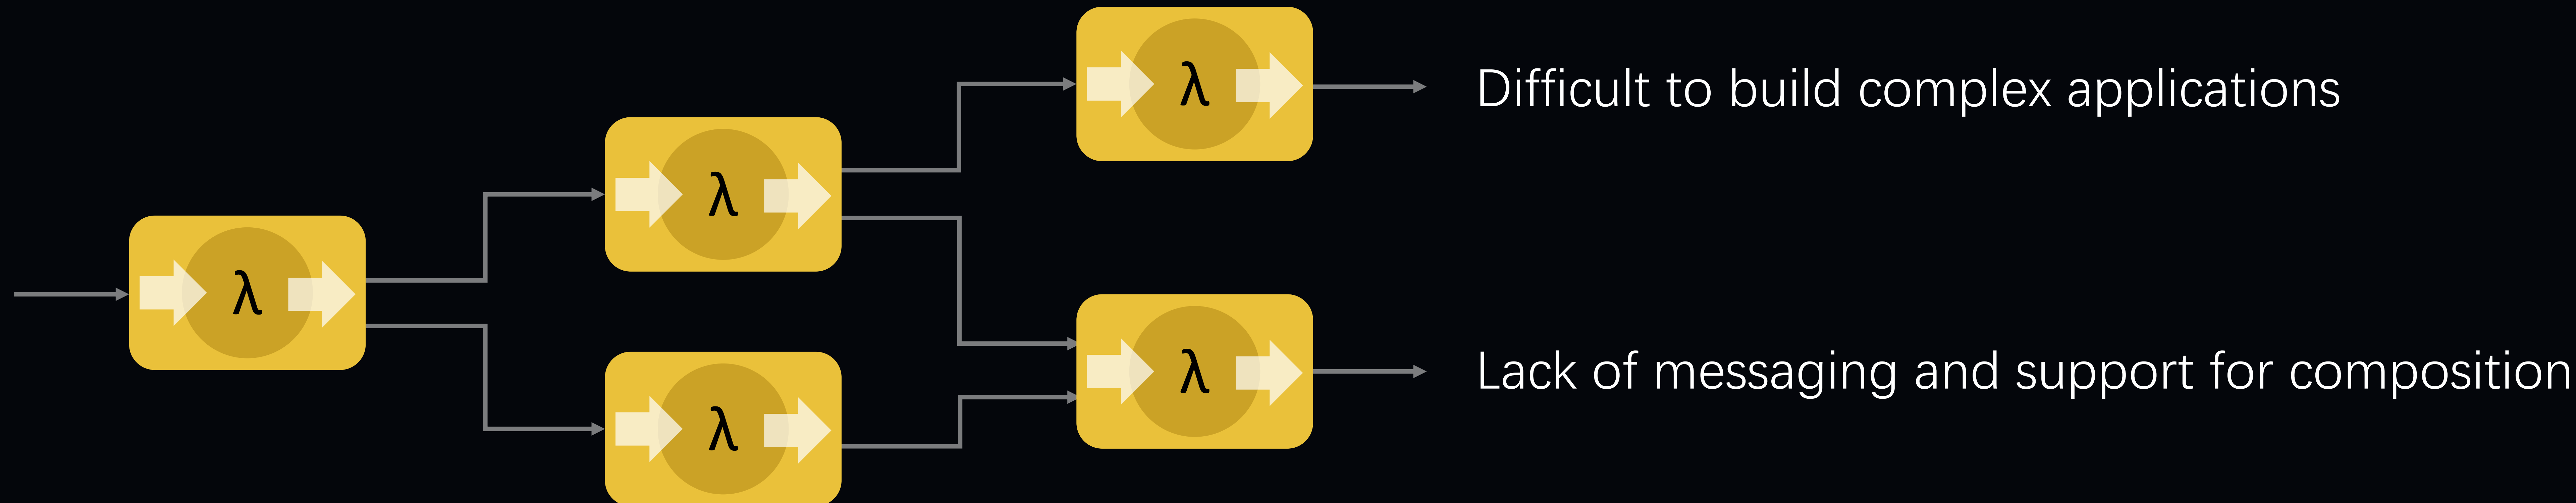 λ
Difficult to build complex applications
λ
λ
λ
Lack of messaging and support for composition
λ